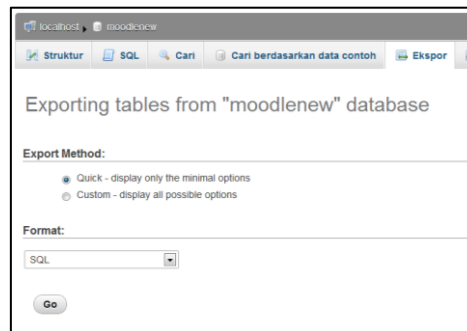 localhost moodlenew
Struktur SQL Cari Cari berdasarkan data contoh Ekspor
Exporting tables from "moodlenew" database
Export Method:
Quick - display only the minimal options
Custom - display all possible options
Format:
SQL
Go